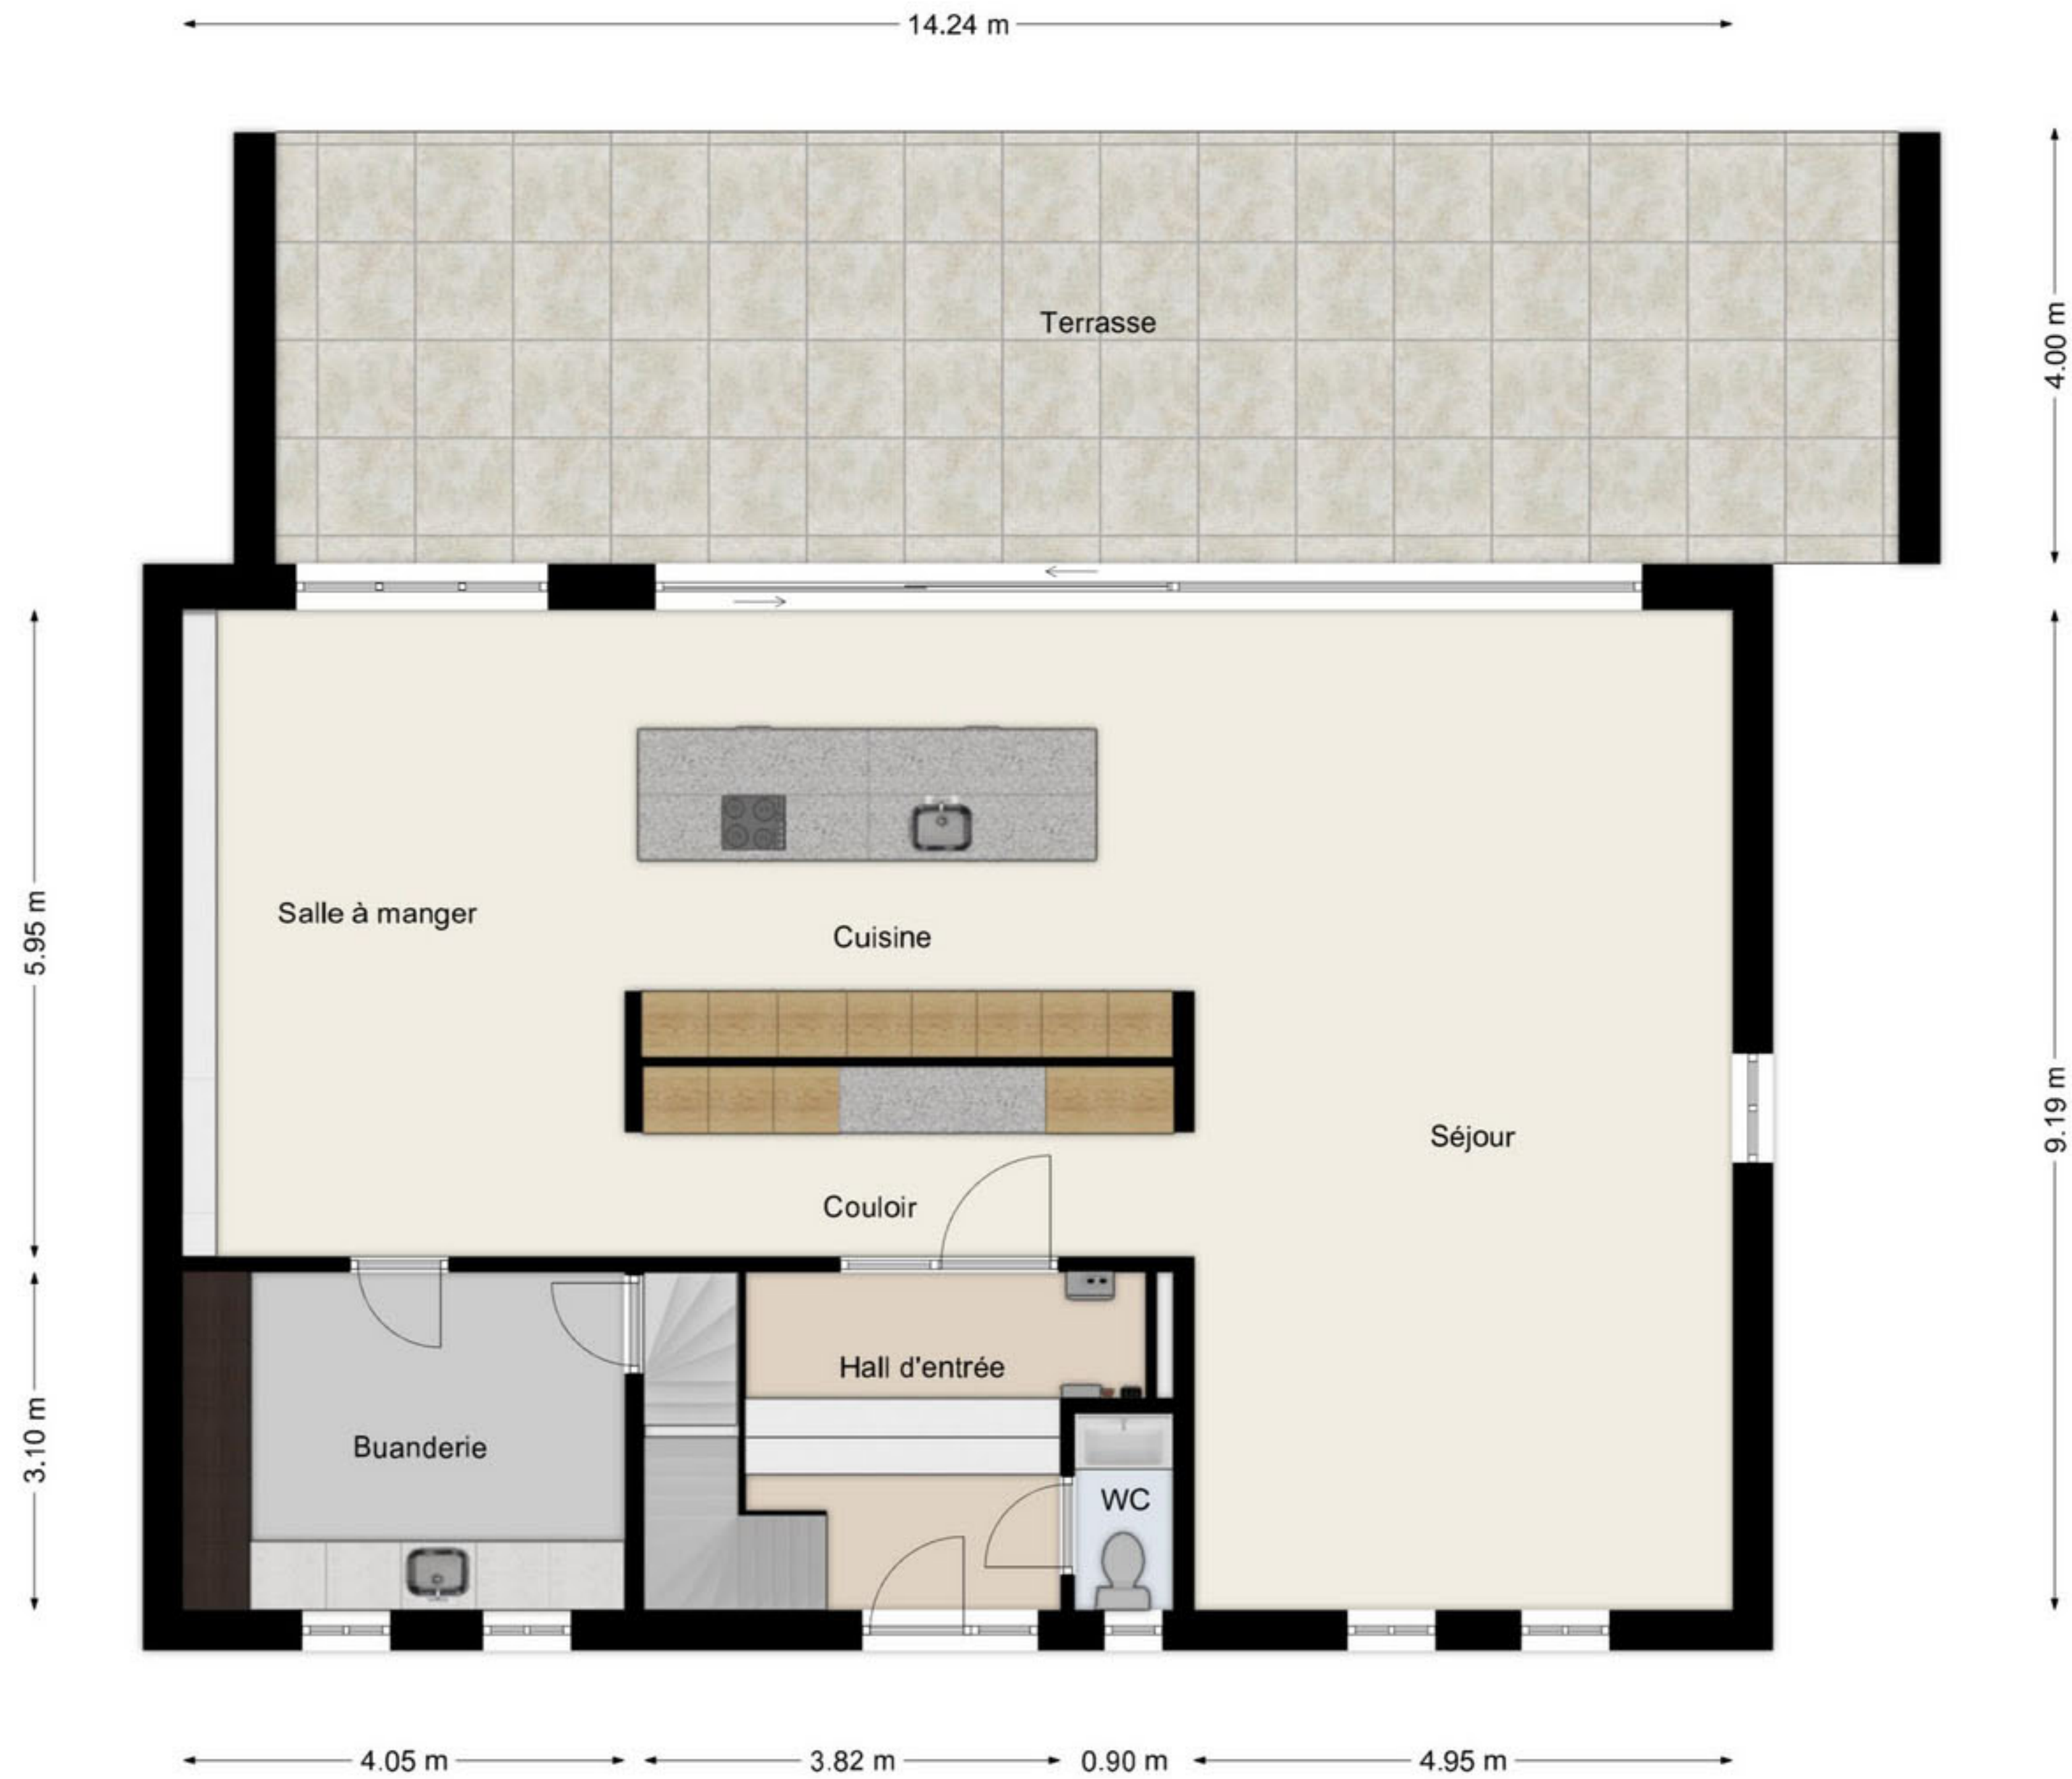 14.24 m
Terrasse
4.00 m
5.95 m
Salle à manger
Cuisine
9.19 m
Séjour
Couloir
Hall d'entrée
3.10 m
Buanderie
WC
4.05 m
3.82 m
0.90 m
4.95 m